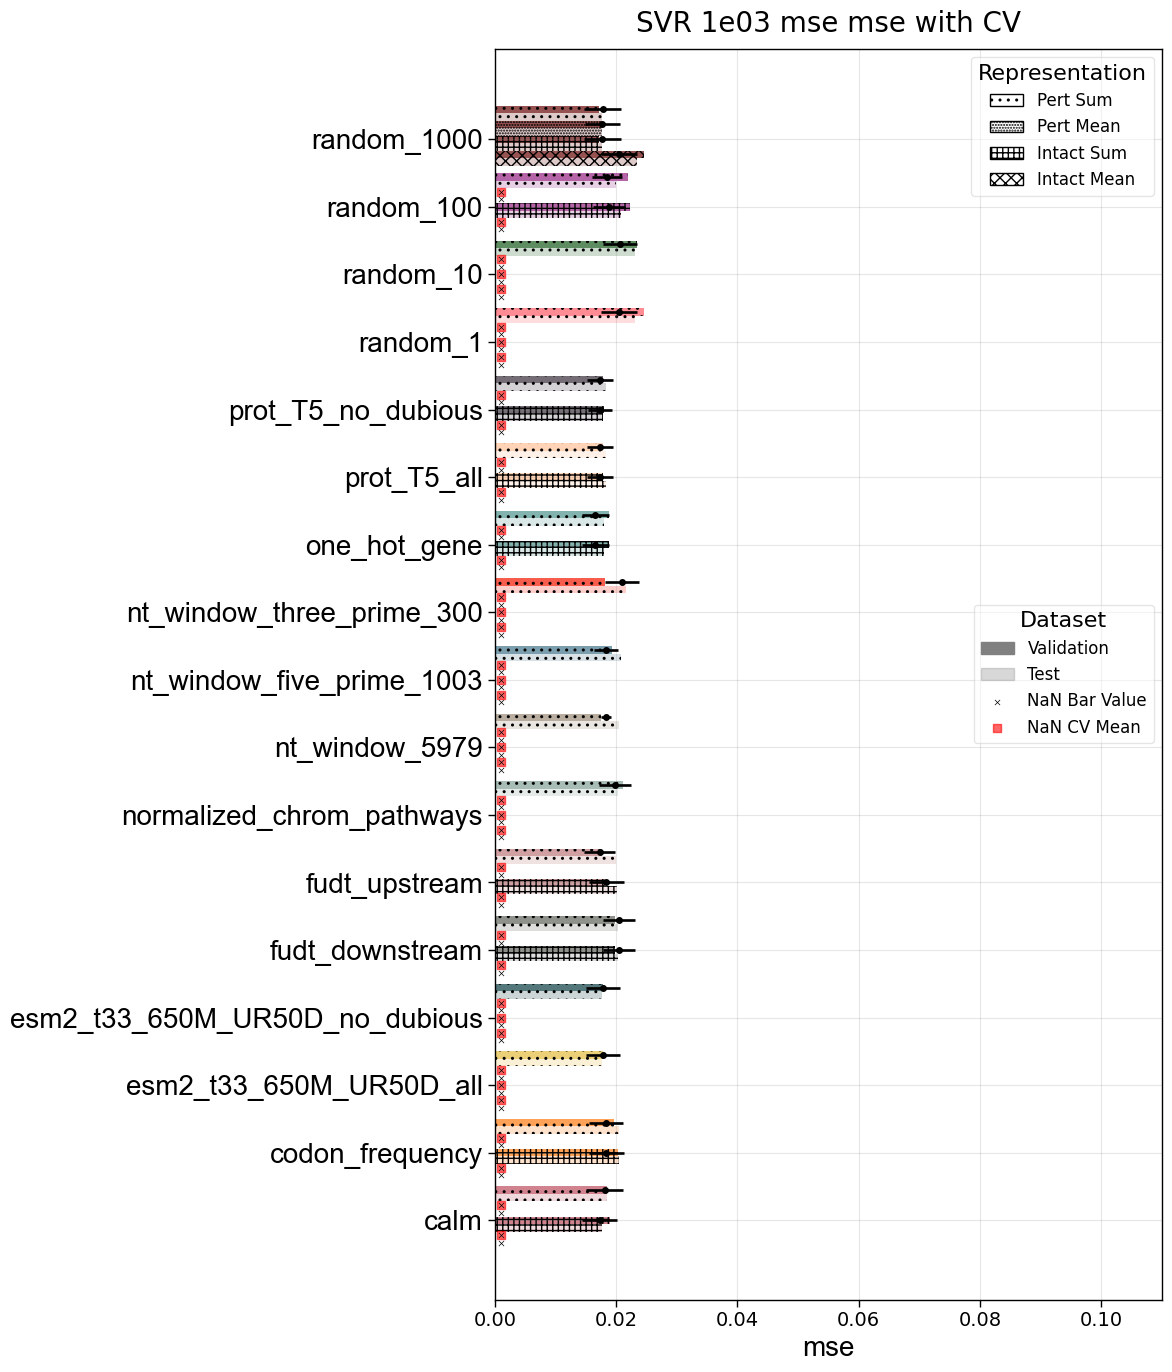 SVR 1e03 mse mse with CV
Representation
Pert Sum
Pert Mean
Intact Sum
Intact Mean
random_1000
random_100
random_10
random_1
prot_T5_no_dubious
prot_T5_all
one_hot_gene
nt_window_three_prime_300
nt_window_five_prime_1003
nt_window_5979
normalized_chrom_pathways
fudt_upstream
fudt_downstream
esm2_t33_650M_UR50D_no_dubious
esm2_t33_650M_UR50D_all
codon_frequency
calm
Dataset
Validation
Test
NaN Bar Value
NaN CV Mean
0.00 0.02 0.04 0.06 0.08 0.10
mse